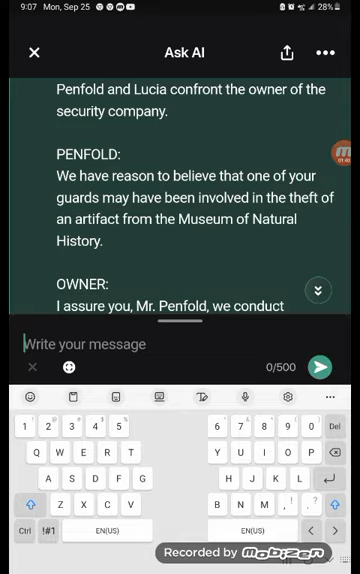 9:07 Mon, Sep 25
28%
Ask AI
Penfold and Lucia confront the owner of the
security company.
PENFOLD:
We have reason to believe that one of your
guards may have been involved in the theft of
an artifact from the Museum of Natural
History.
OWNER:
I assure you, Mr. Penfold, we conduct
Write your message
0/500
1 2 3 4 5 6 7 8 9 0 Del
Q W E R T Y U I O P
A S D F G H J K L
Z X C V B N M , ! . ?
Ctrl !#1 EN(US) EN(US) < >
Recorded by mobizen